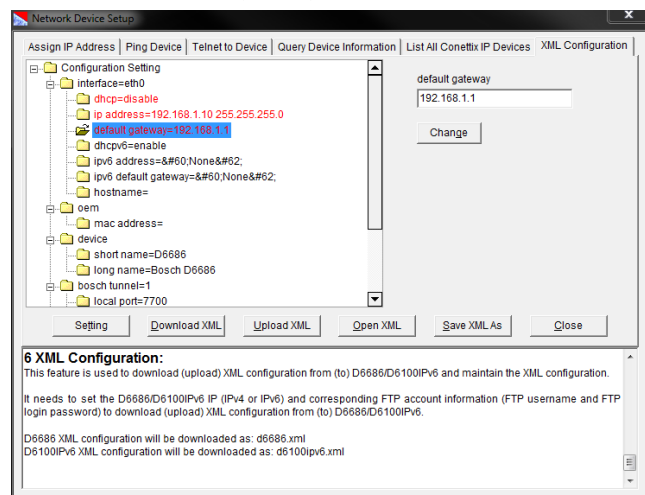 Network Device Setup
x
Assign IP Address Ping Device Telnet to Device Query Device Information List All Conettix IP Devices XML Configuration
Configuration Setting
interface=eth0
dhcp=disable
ip address=192.168.1.10 255.255.255.0
default gateway=192.168.1.1
dhcpv6=enable
ipv6 address=&#60;None&#62;
ipv6 default gateway=&#60;None&#62;
hostname=
oem
mac address=
device
short name=D6686
long name=Bosch D6686
bosch tunnel=1
local port=7700
default gateway
192.168.1.1
Change
Setting Download XML Upload XML Open XML Save XML As Close
6 XML Configuration:
This feature is used to download (upload) XML configuration from (to) D6686/D6100IPv6 and maintain the XML configuration.
It needs to set the D6686/D6100IPv6 IP (IPv4 or IPv6) and corresponding FTP account information (FTP username and FTP
login password) to download (upload) XML configuration from (to) D6686/D6100IPv6.
D6686 XML configuration will be downloaded as: d6686.xml
D6100IPv6 XML configuration will be downloaded as: d6100ipv6.xml